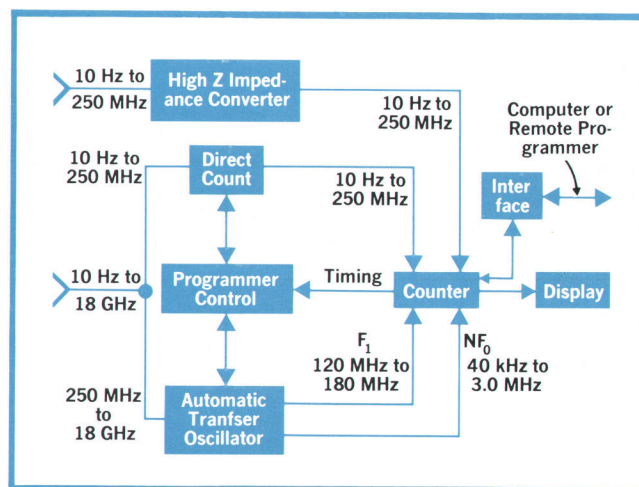 10 Hz to
250 MHz
High Z Imped-
ance Converter
10 Hz to
250 MHz
Computer or
Remote Pro-
grammer
10 Hz to
250 MHz
Direct
Count
10 Hz to
250 MHz
Inter
face
10 Hz to
18 GHz
Programmer
Control
Timing
Counter
Display
F1
120 MHz to
180 MHz
NF0
40 kHz to
3.0 MHz
250 MHz
to
18 GHz
Automatic
Tranfser
Oscillator